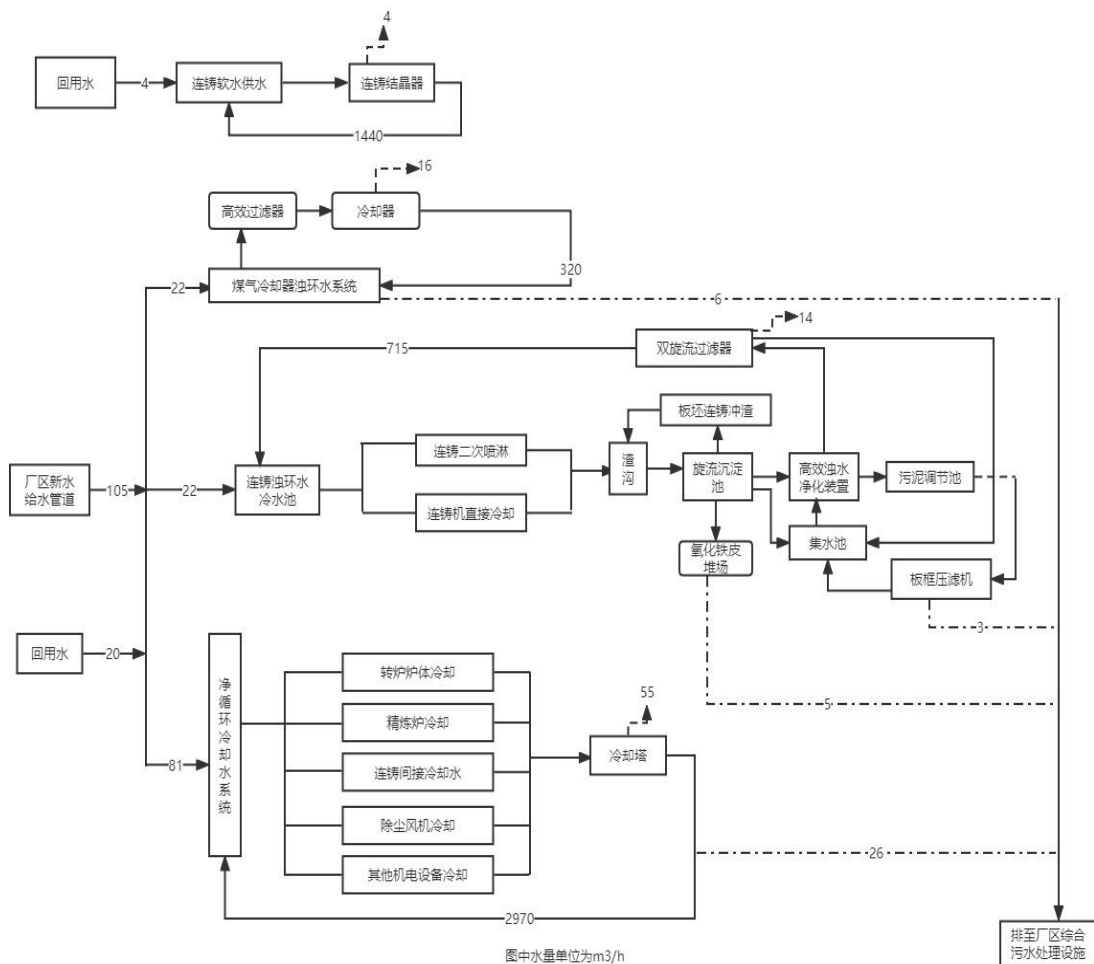 4
回用水
4
连铸软水供水
连铸结晶器
1440
16
高效过滤器
冷却器
320
22
煤气冷却器浊环水系统
6
14
715
双旋流过滤器
板坯连铸冲渣
连铸二次喷淋
渣
沟
厂区新水
给水管道
105
22
连铸浊环水
冷水池
旋流沉淀
池
高效浊水
净化装置
污泥调节池
连铸机直接冷却
氧化铁皮
堆场
集水池
板框压滤机
3
回用水
20
净
循
环
冷
却
水
系
统
转炉炉体冷却
5
55
精炼炉冷却
冷却塔
81
连铸间接冷却水
除尘风机冷却
26
其他机电设备冷却
2970
排至厂区综合
污水处理设施
图中水量单位为m3/h